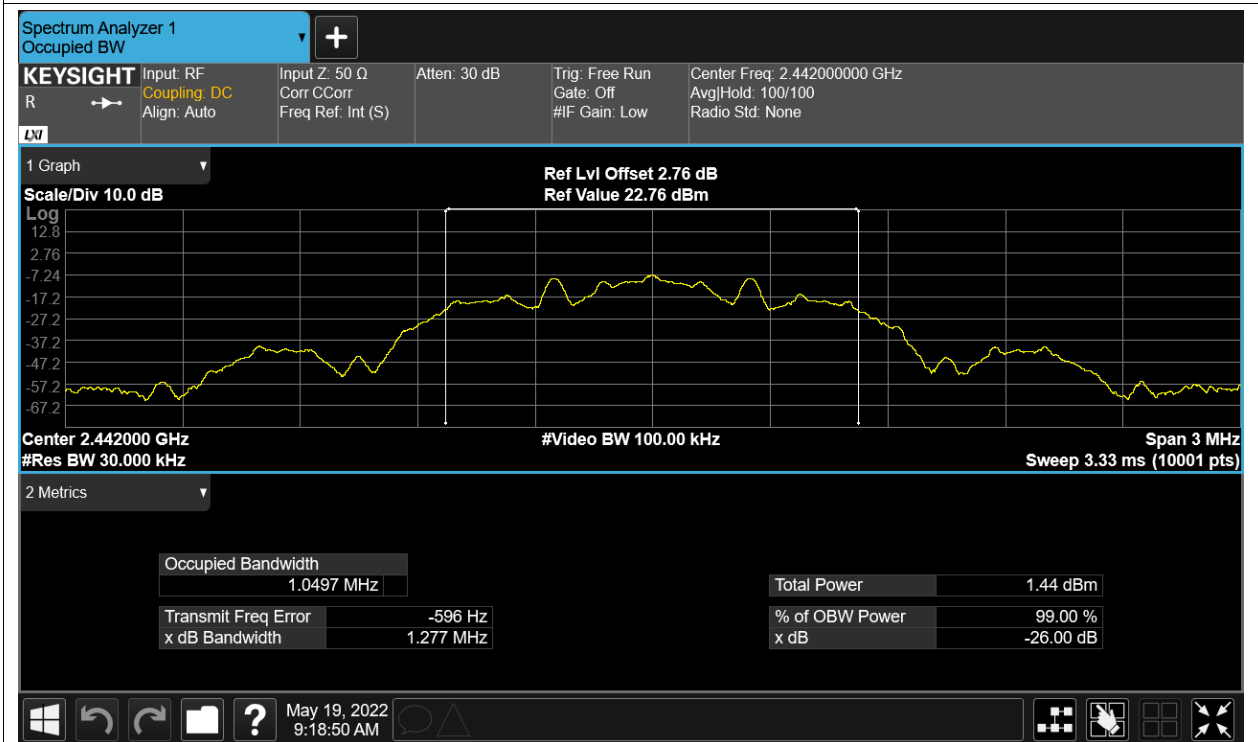 Spectrum Analyzer 1
Occupied BW
KEYSIGHT
R
LXI
Input: RF
Coupling: DC
Align: Auto
Input Z: 50 Ω
Corr CCorr
Freq Ref: Int (S)
Atten: 30 dB
Trig: Free Run
Gate: Off
#IF Gain: Low
Center Freq: 2.442000000 GHz
Avg|Hold: 100/100
Radio Std: None
1 Graph
Scale/Div 10.0 dB
Ref Lvl Offset 2.76 dB
Ref Value 22.76 dBm
Log
12.8
2.76
-7.24
-17.2
-27.2
-37.2
-47.2
-57.2
-67.2
Center 2.442000 GHz
#Res BW 30.000 kHz
#Video BW 100.00 kHz
Span 3 MHz
Sweep 3.33 ms (10001 pts)
2 Metrics
Occupied Bandwidth
1.0497 MHz
Transmit Freq Error -596 Hz
x dB Bandwidth 1.277 MHz
Total Power 1.44 dBm
% of OBW Power 99.00 %
x dB -26.00 dB
?
May 19, 2022
9:18:50 AM